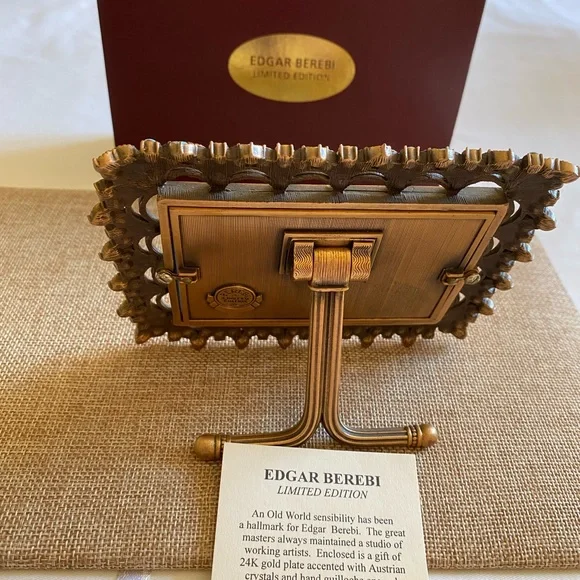 EDGAR BEREBI
LIMITED EDITION
EDGAR BEREBI
LIMITED EDITION
An Old World sensibility has been
a hallmark for Edgar Berebi. The great
masters always maintained a studio of
working artists. Enclosed is a gift of
24K gold plate accented with Austrian
crystals and hand guilloche